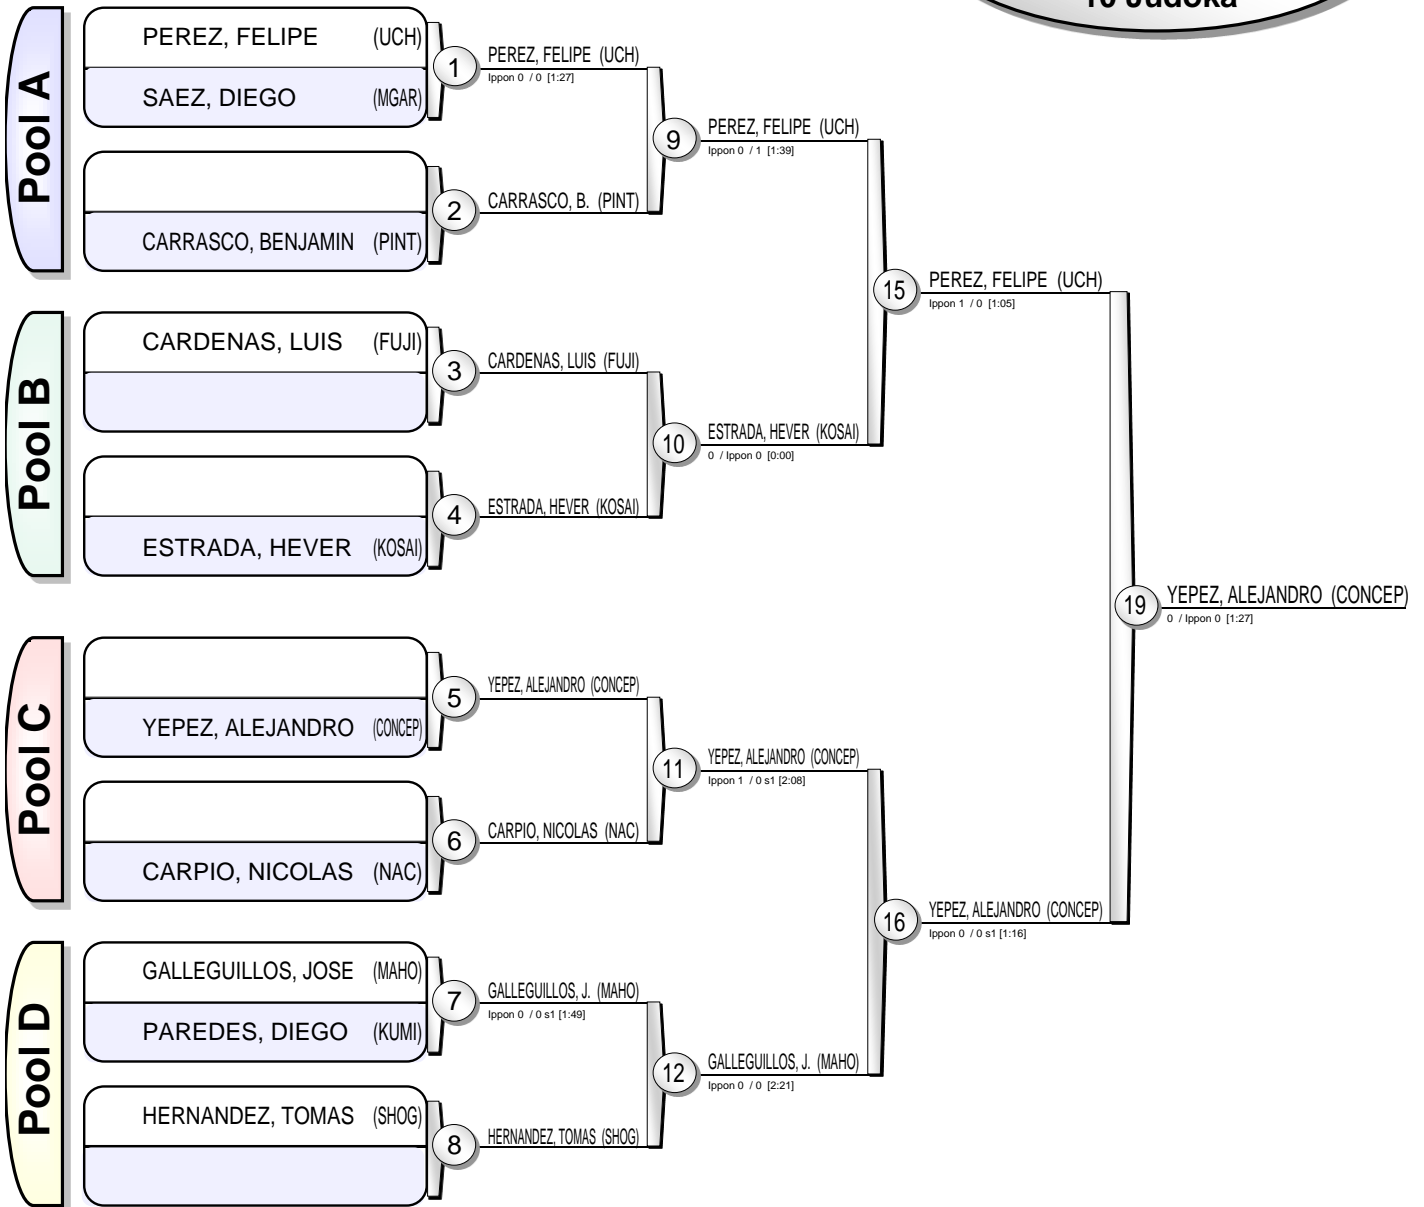 10 Judoka
Pool A
PEREZ, FELIPE (UCH)
SAEZ, DIEGO (MGAR)
CARRASCO, BENJAMIN (PINT)
1
PEREZ, FELIPE (UCH)
Ippon 0 / 0 [1:27]
2
CARRASCO, B. (PINT)
9
PEREZ, FELIPE (UCH)
Ippon 0 / 1 [1:39]
Pool B
CARDENAS, LUIS (FUJI)
ESTRADA, HEVER (KOSAI)
3
CARDENAS, LUIS (FUJI)
4
ESTRADA, HEVER (KOSAI)
10
ESTRADA, HEVER (KOSAI)
0 / Ippon 0 [0:00]
15
PEREZ, FELIPE (UCH)
Ippon 1 / 0 [1:05]
Pool C
YEPEZ, ALEJANDRO (CONCEP)
CARPIO, NICOLAS (NAC)
5
YEPEZ, ALEJANDRO (CONCEP)
6
CARPIO, NICOLAS (NAC)
11
YEPEZ, ALEJANDRO (CONCEP)
Ippon 1 / 0 s1 [2:08]
Pool D
GALLEGUILLOS, JOSE (MAHO)
PAREDES, DIEGO (KUMI)
HERNANDEZ, TOMAS (SHOG)
7
GALLEGUILLOS, J. (MAHO)
Ippon 0 / 0 s1 [1:49]
8
HERNANDEZ, TOMAS (SHOG)
12
GALLEGUILLOS, J. (MAHO)
Ippon 0 / 0 [2:21]
16
YEPEZ, ALEJANDRO (CONCEP)
Ippon 0 / 0 s1 [1:16]
19
YEPEZ, ALEJANDRO (CONCEP)
0 / Ippon 0 [1:27]